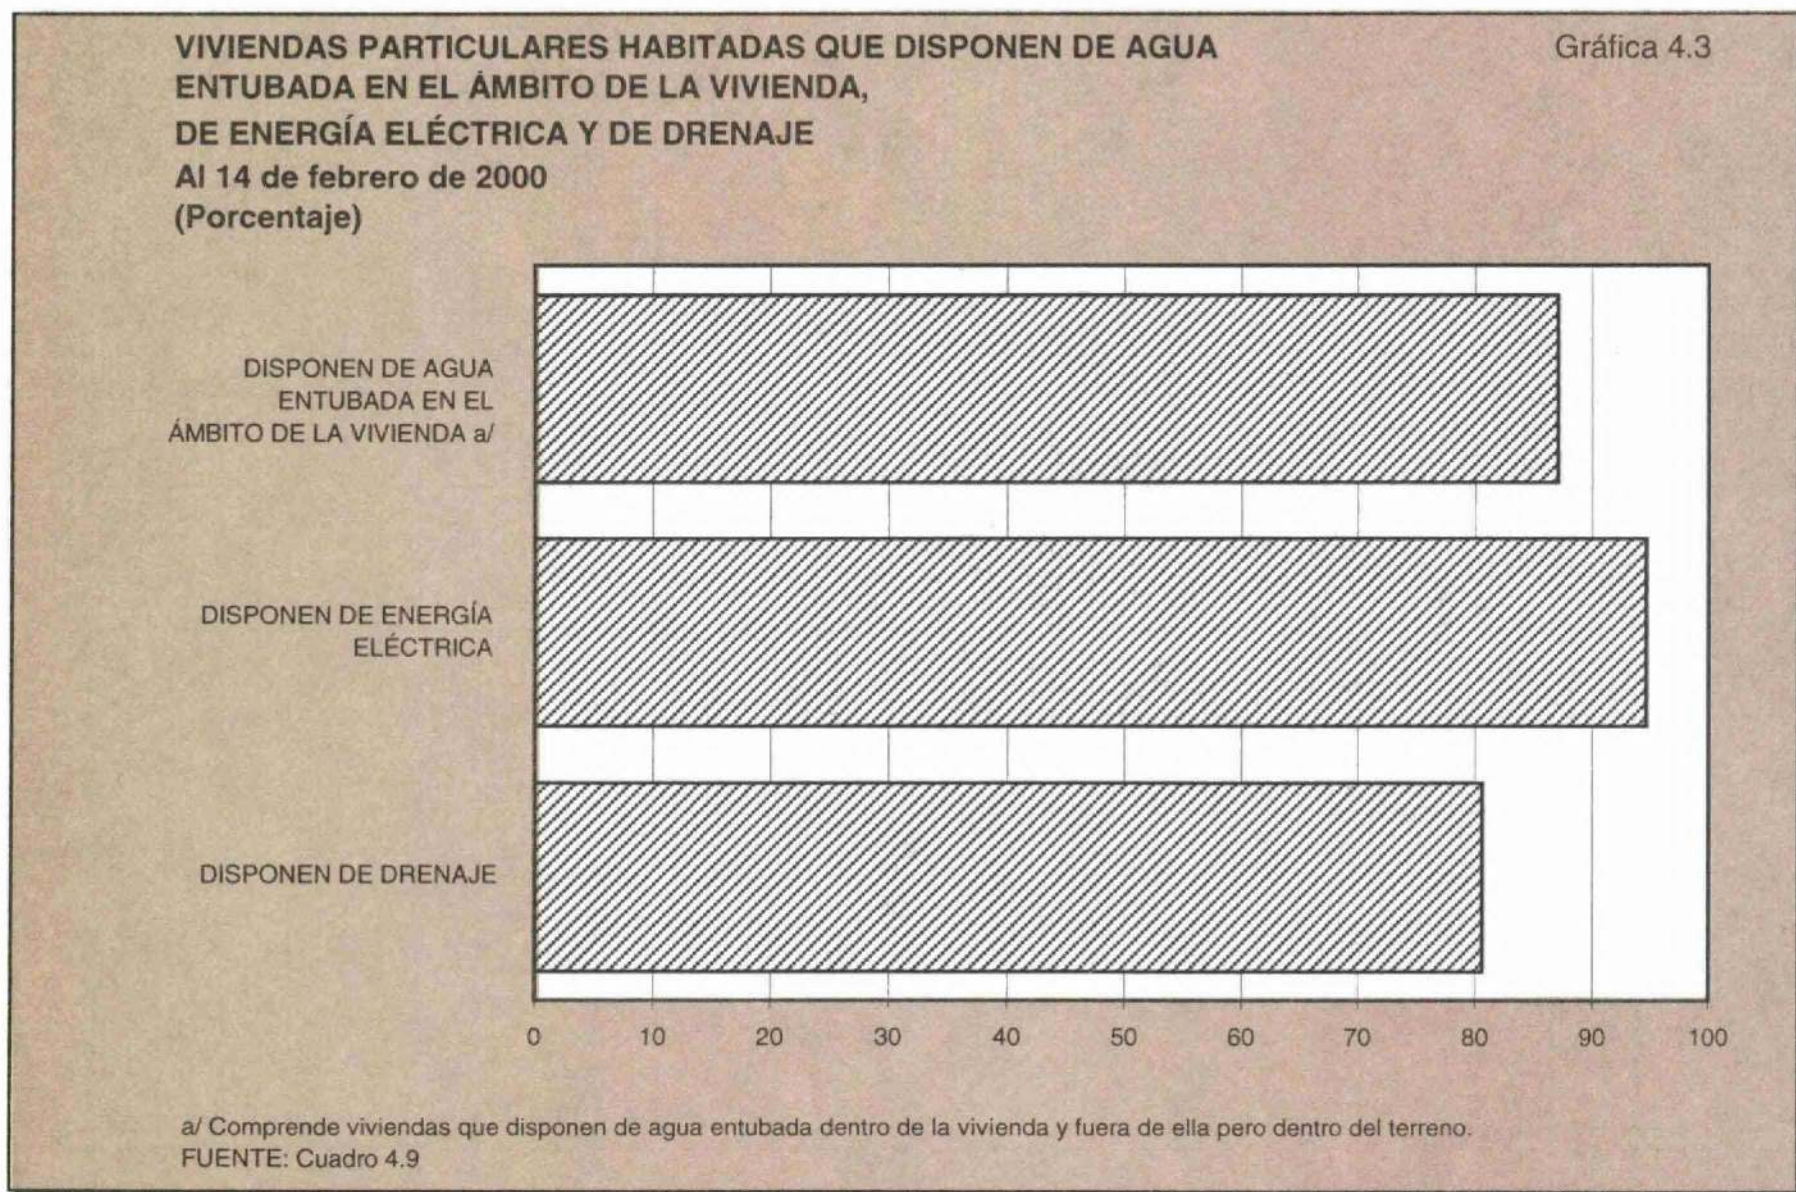 VIVIENDAS PARTICULARES HABITADAS QUE DISPONEN DE AGUA
Gráfica 4.3
ENTUBADA EN EL ÁMBITO DE LA VIVIENDA,
DE ENERGÍA ELÉCTRICA Y DE DRENAJE
Al 14 de febrero de 2000
(Porcentaje)
DISPONEN DE AGUA
ENTUBADA EN EL
ÁMBITO DE LA VIVIENDA a/
DISPONEN DE ENERGÍA
ELÉCTRICA
DISPONEN DE DRENAJE
0 10 20 30 40 50 60 70 80 90 100
a/ Comprende viviendas que disponen de agua entubada dentro de la vivienda y fuera de ella pero dentro del terreno.
FUENTE: Cuadro 4.9